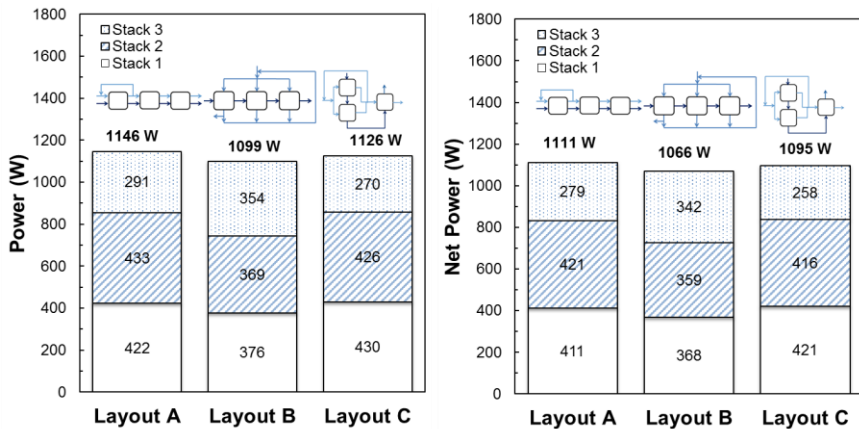 1800
1600
1400
1200
1000
800
600
400
200
0
Power (W)
Stack 3
Stack 2
Stack 1
1146 W
1099 W
1126 W
291
354
270
433
369
426
422
376
430
Layout A
Layout B
Layout C
1800
1600
1400
1200
1000
800
600
400
200
0
Net Power (W)
Stack 3
Stack 2
Stack 1
1111 W
1066 W
1095 W
279
342
258
421
359
416
411
368
421
Layout A
Layout B
Layout C